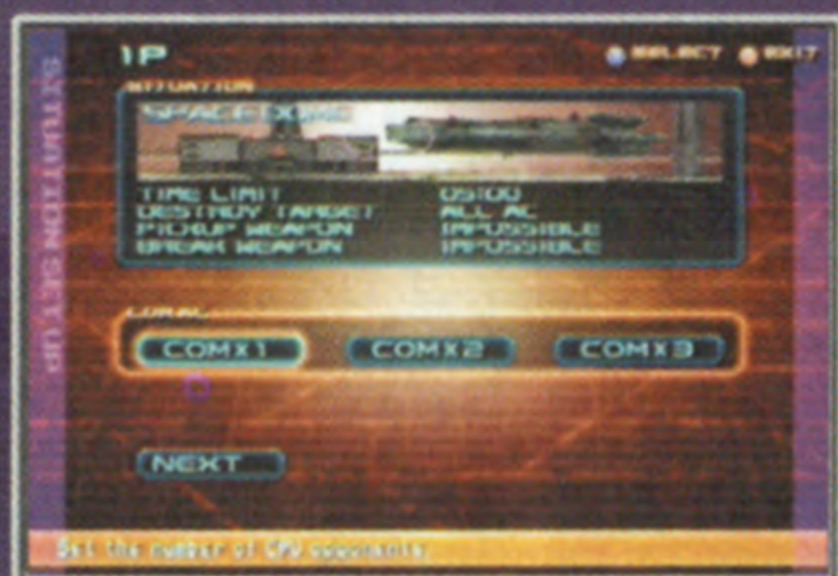 1P
SELECT EXIT
SITUATION SET UP
SITUATION
SPACE DOME
TIME LIMIT 05:00
DESTROY TARGET ALL AC
PICKUP WEAPON IMPOSSIBLE
BREAK WEAPON IMPOSSIBLE
COMX1 COMX2 COMX3
NEXT
Set the number of CPU opponents